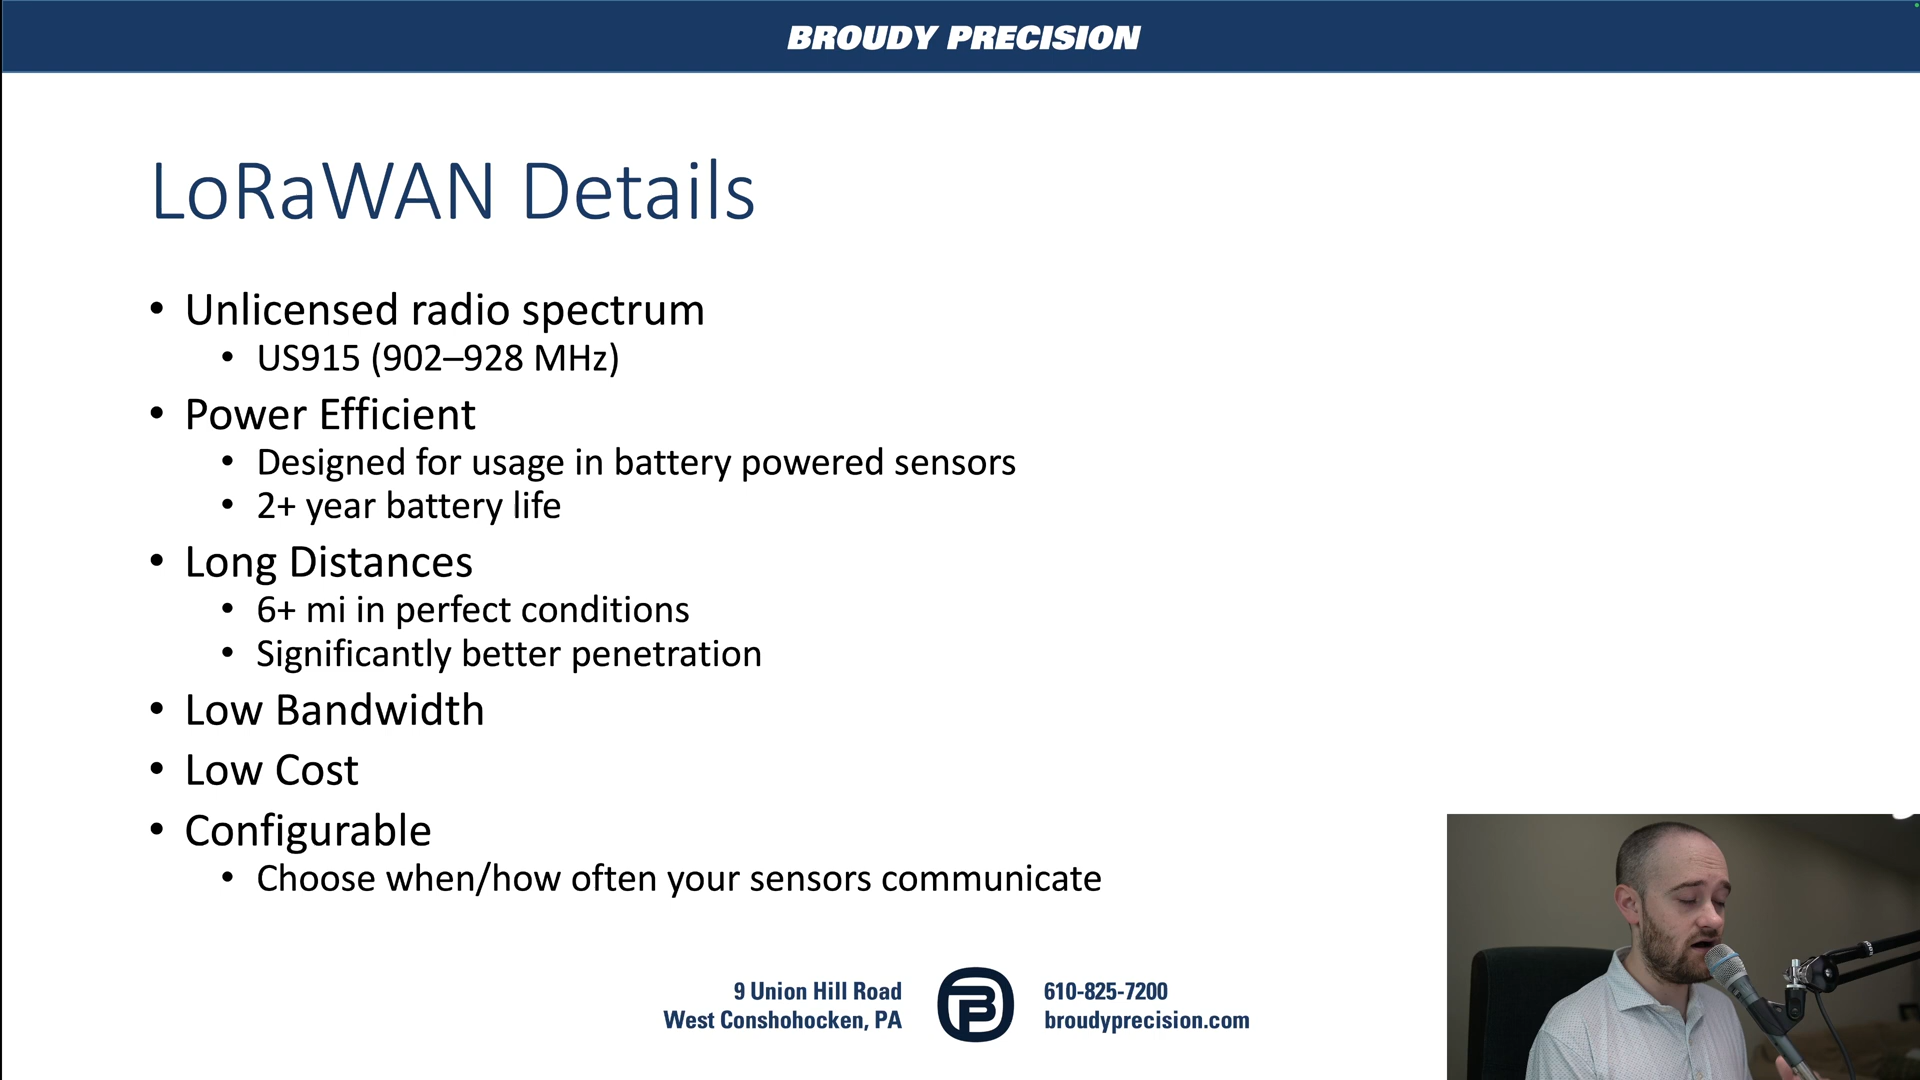 BROUDY PRECISION
LoRaWAN Details
• Unlicensed radio spectrum
• US915 (902–928 MHz)
• Power Efficient
• Designed for usage in battery powered sensors
• 2+ year battery life
• Long Distances
• 6+ mi in perfect conditions
• Significantly better penetration
• Low Bandwidth
• Low Cost
• Configurable
• Choose when/how often your sensors communicate
9 Union Hill Road
West Conshohocken, PA
610-825-7200
broudyprecision.com